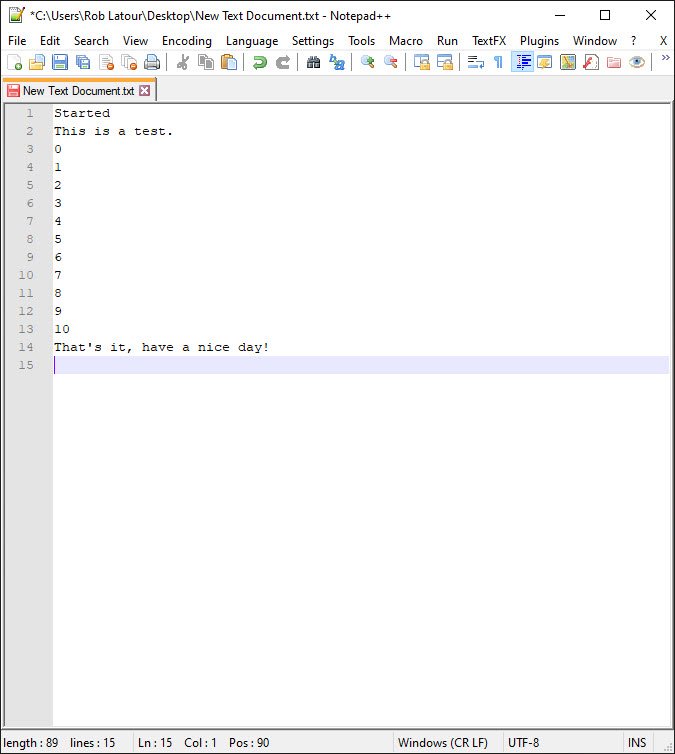 *C:\Users\Rob Latour\Desktop\New Text Document.txt - Notepad++
File Edit Search View Encoding Language Settings Tools Macro Run TextFX Plugins Window ? X
New Text Document.txt
1 Started
2 This is a test.
3 0
4 1
5 2
6 3
7 4
8 5
9 6
10 7
11 8
12 9
13 10
14 That's it, have a nice day!
15
length : 89 lines : 15 Ln : 15 Col : 1 Pos : 90 Windows (CR LF) UTF-8 INS